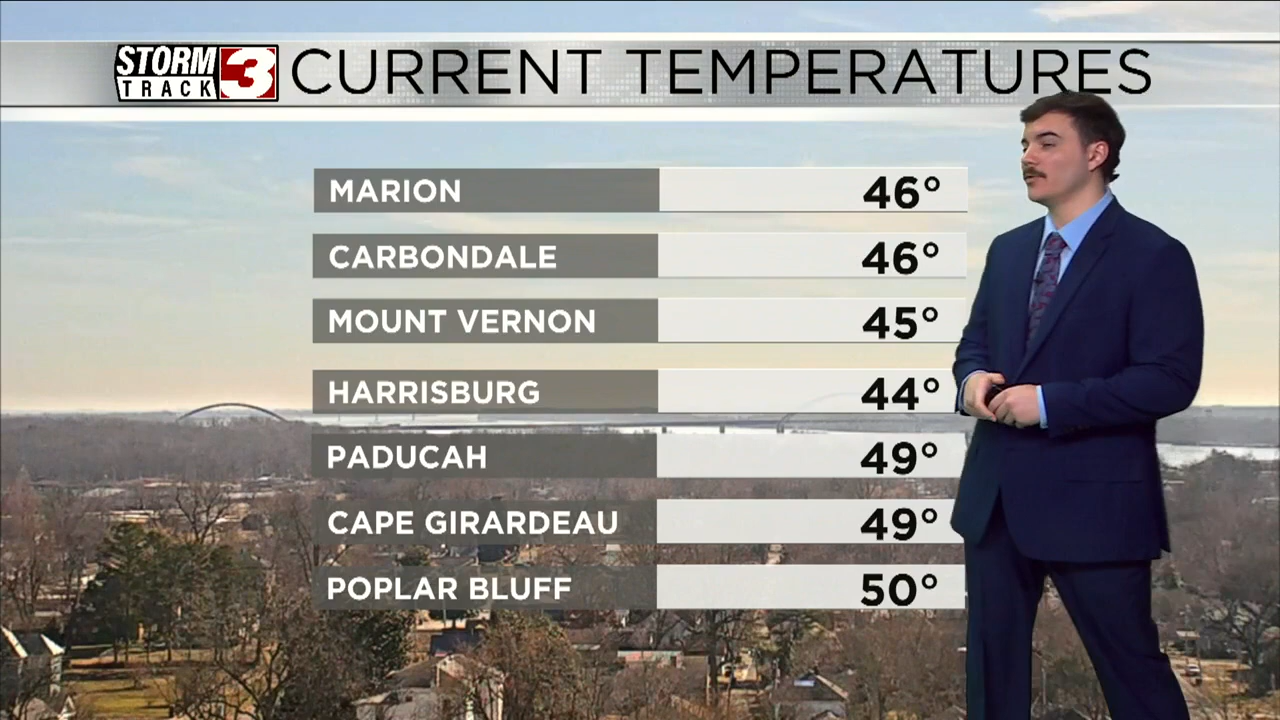 STORM TRACK 3 CURRENT TEMPERATURES
MARION 46°
CARBONDALE 46°
MOUNT VERNON 45°
HARRISBURG 44°
PADUCAH 49°
CAPE GIRARDEAU 49°
POPLAR BLUFF 50°